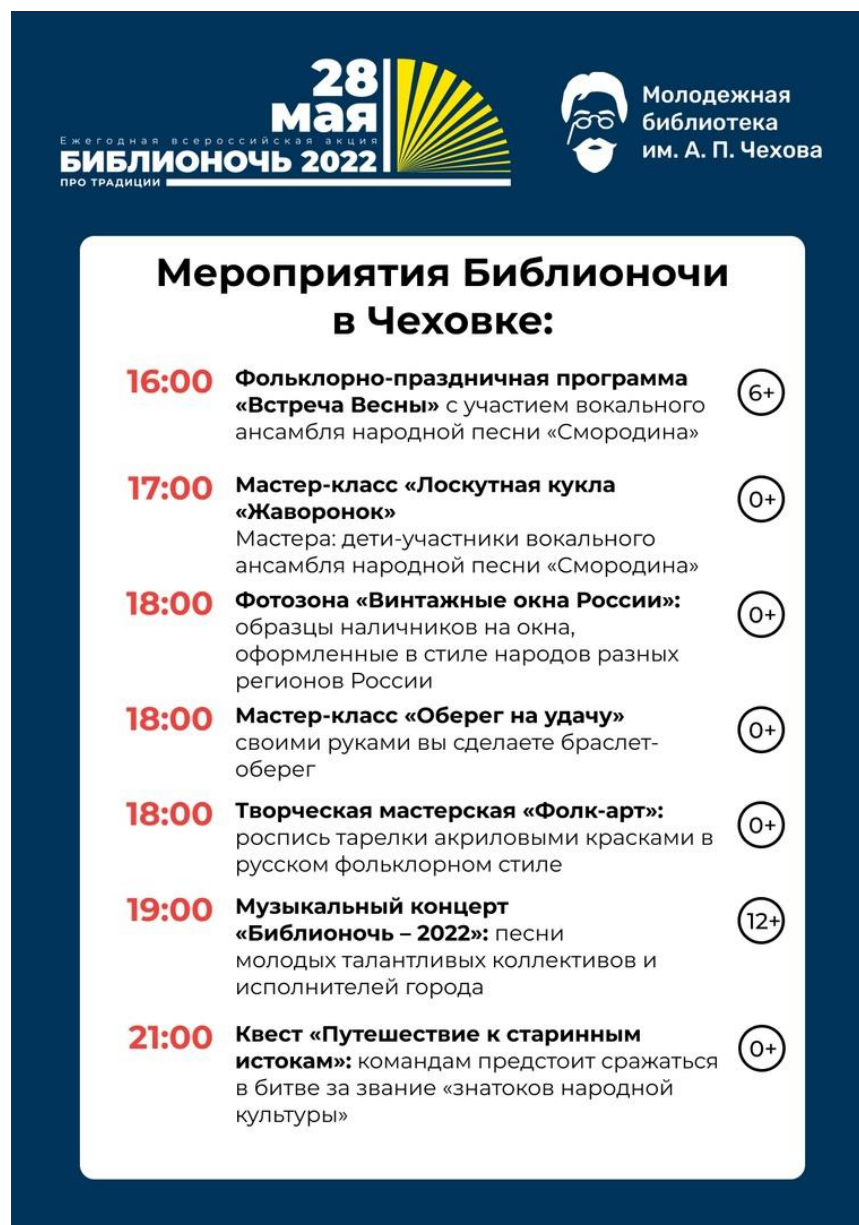 28
мая
Ежегодная всероссийская акция
БИБЛИОНОЧЬ 2022
ПРО ТРАДИЦИИ
Молодежная
библиотека
им. А. П. Чехова
Мероприятия Библионочи
в Чеховке:
16:00 Фольклорно-праздничная программа 6+
«Встреча Весны» с участием вокального
ансамбля народной песни «Смородина»
17:00 Мастер-класс «Лоскутная кукла 0+
«Жаворонок»
Мастера: дети-участники вокального
ансамбля народной песни «Смородина»
18:00 Фотозона «Винтажные окна России»: 0+
образцы наличников на окна,
оформленные в стиле народов разных
регионов России
18:00 Мастер-класс «Оберег на удачу» 0+
своими руками вы сделаете браслет-
оберег
18:00 Творческая мастерская «Фолк-арт»: 0+
роспись тарелки акриловыми красками в
русском фольклорном стиле
19:00 Музыкальный концерт 12+
«Библионочь – 2022»: песни
молодых талантливых коллективов и
исполнителей города
21:00 Квест «Путешествие к старинным 0+
истокам»: командам предстоит сражаться
в битве за звание «знатоков народной
культуры»